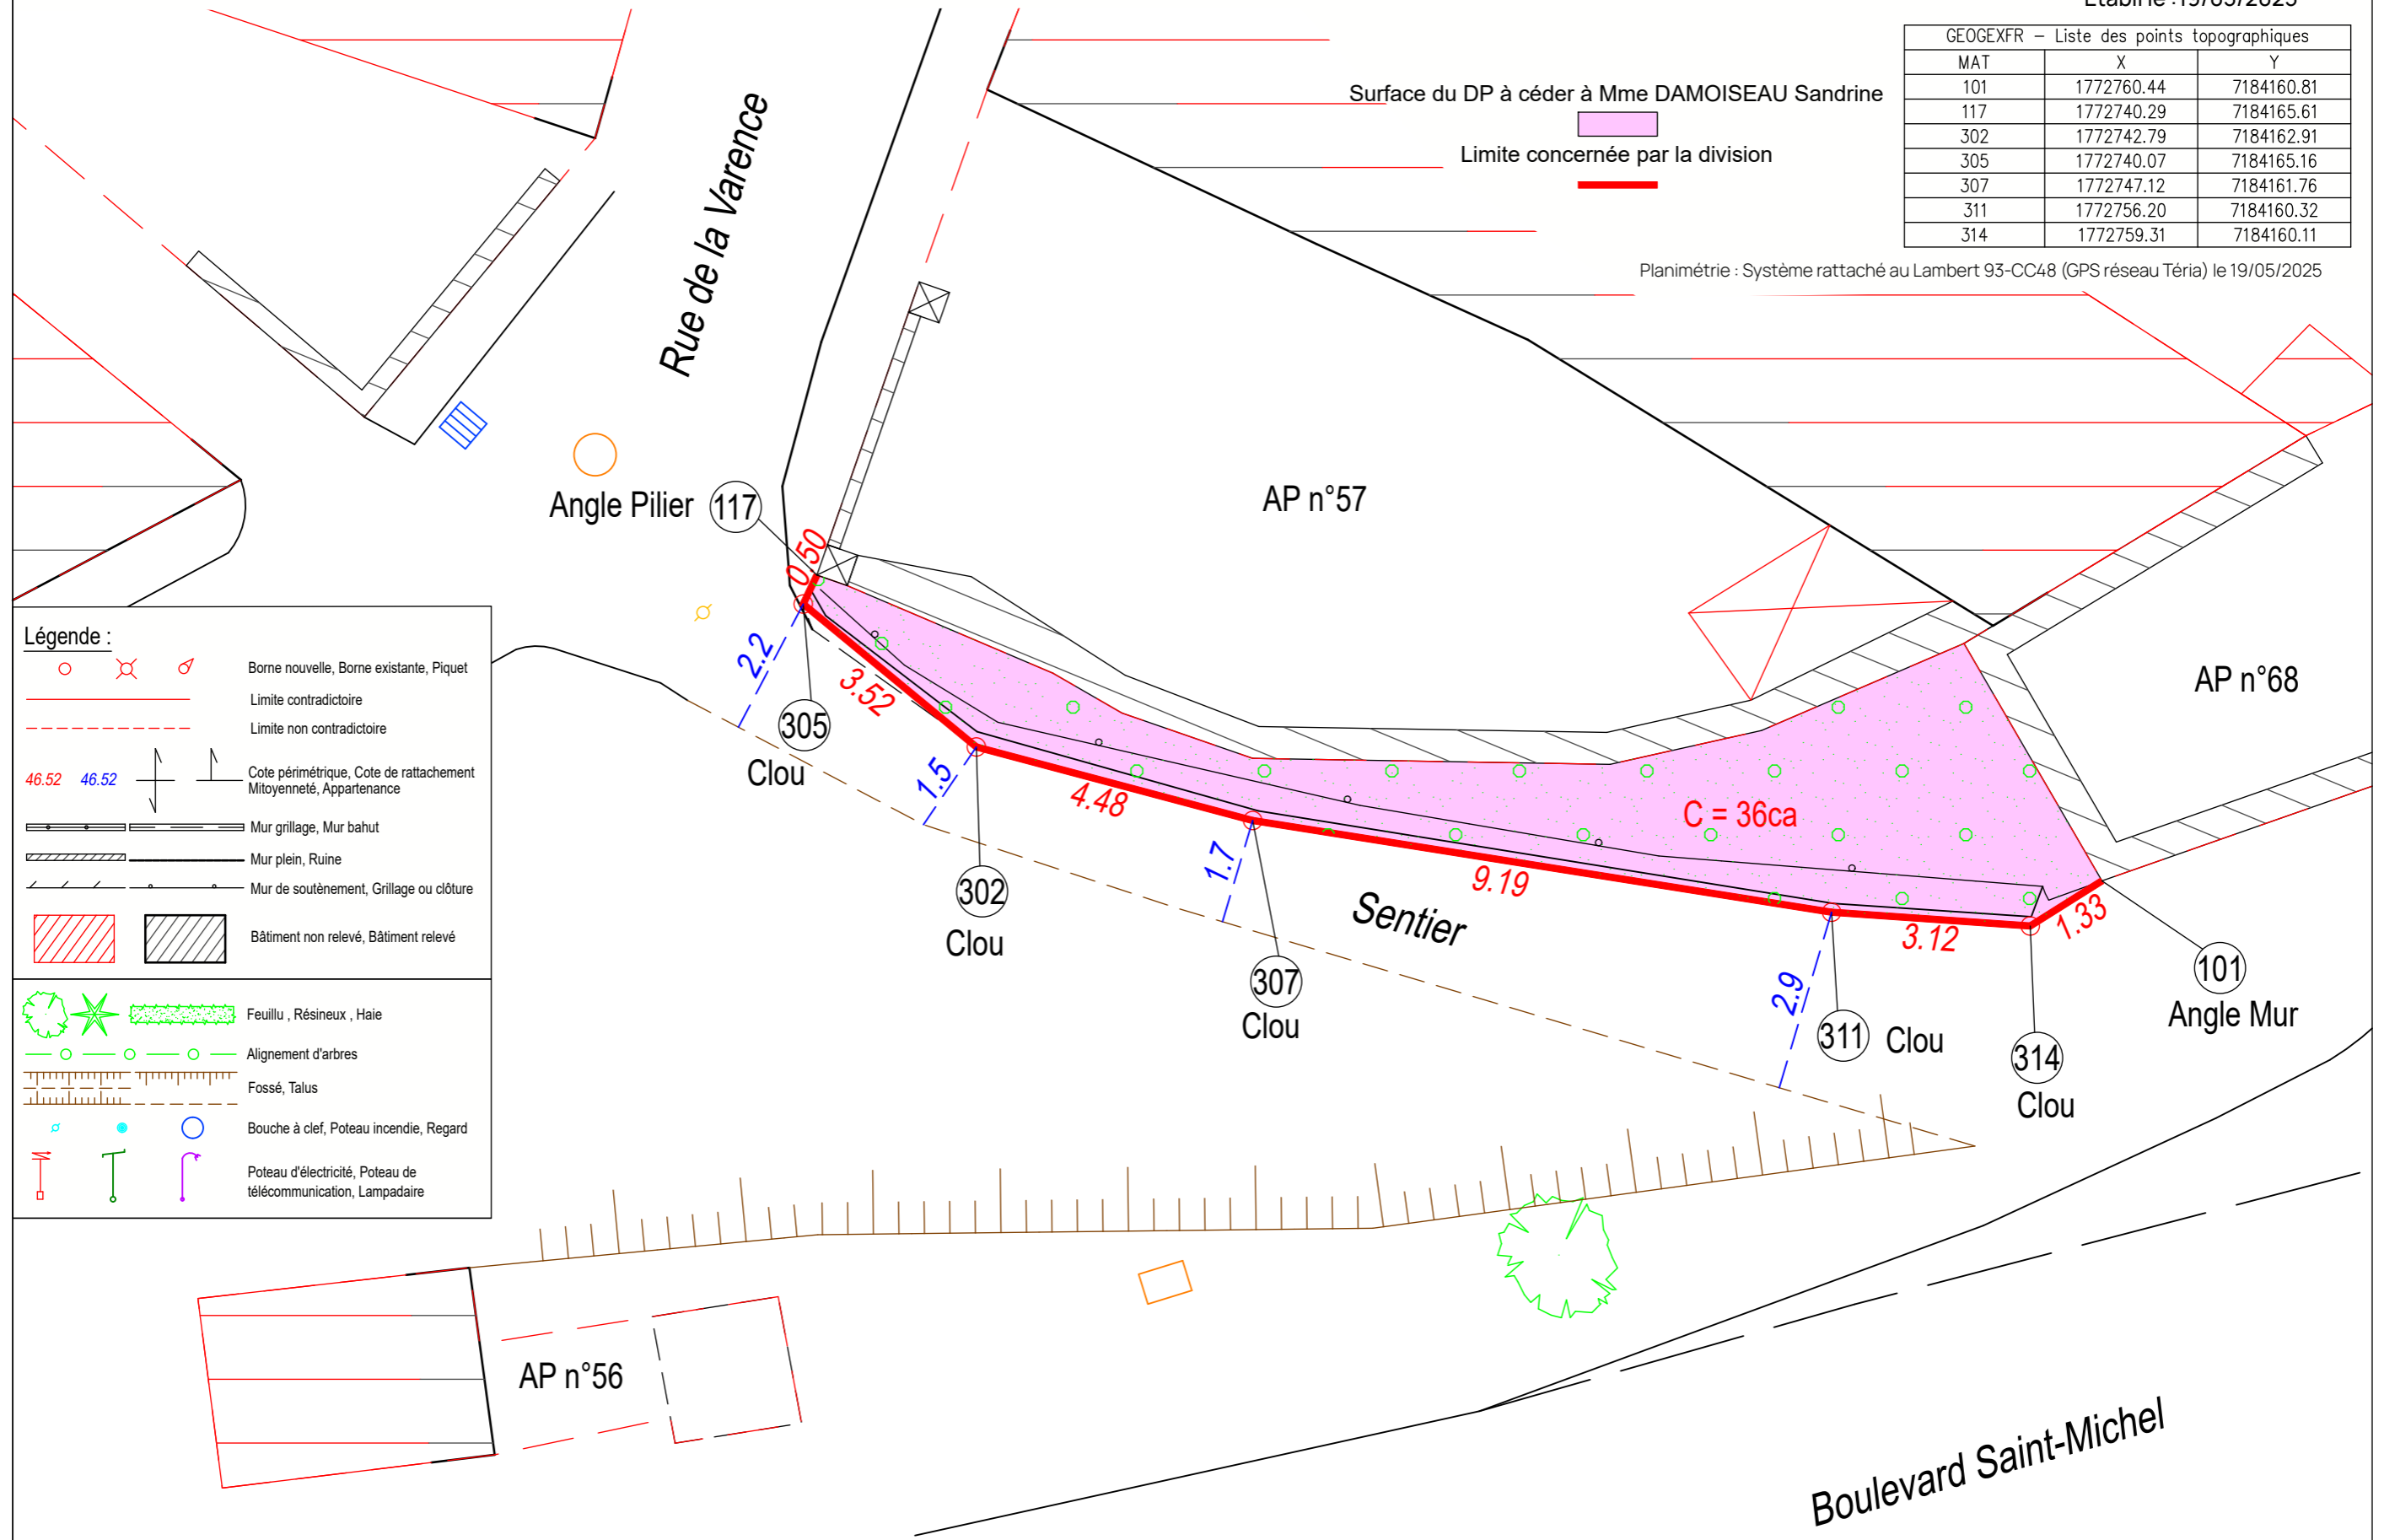 Etabli le :19/05/2025
GEOGEXFR – Liste des points topographiques
MAT X Y
101 1772760.44 7184160.81
117 1772740.29 7184165.61
302 1772742.79 7184162.91
305 1772740.07 7184165.16
307 1772747.12 7184161.76
311 1772756.20 7184160.32
314 1772759.31 7184160.11
Planimétrie : Système rattaché au Lambert 93-CC48 (GPS réseau Téria) le 19/05/2025
Surface du DP à céder à Mme DAMOISEAU Sandrine
Limite concernée par la division
Rue de la Varence
Angle Pilier
117
AP n°57
0.50
2.2
3.52
305
Clou
1.5
4.48
302
Clou
1.7
307
Clou
9.19
Sentier
C = 36ca
AP n°68
2.9
3.12
1.33
311
Clou
314
Clou
101
Angle Mur
Légende :
Borne nouvelle, Borne existante, Piquet
Limite contradictoire
Limite non contradictoire
46.52 46.52
Cote périmétrique, Cote de rattachement
Mitoyenneté, Appartenance
Mur grillage, Mur bahut
Mur plein, Ruine
Mur de soutènement, Grillage ou clôture
Bâtiment non relevé, Bâtiment relevé
Feuillu , Résineux , Haie
Alignement d'arbres
Fossé, Talus
Bouche à clef, Poteau incendie, Regard
Poteau d'électricité, Poteau de
télécommunication, Lampadaire
AP n°56
Boulevard Saint-Michel